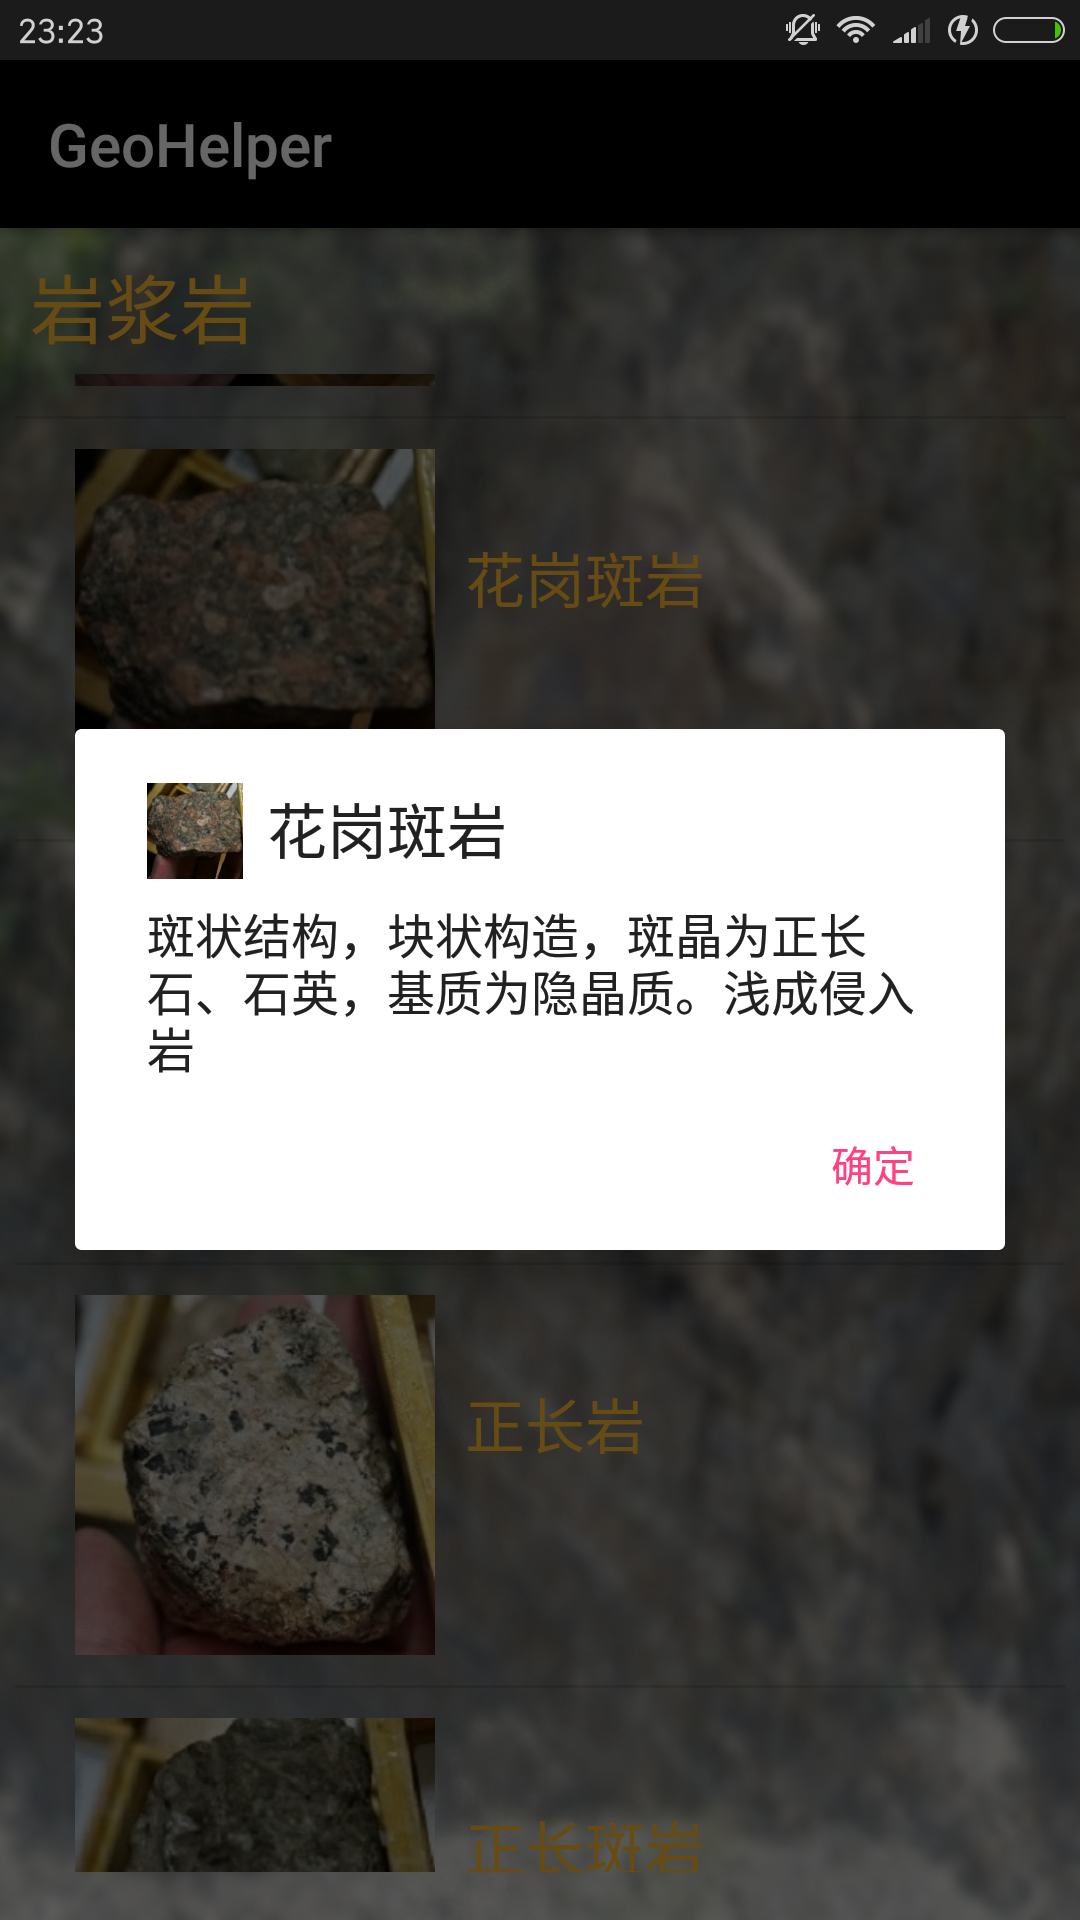 23:23
GeoHelper
岩浆岩
花岗斑岩
花岗斑岩
斑状结构，块状构造，斑晶为正长
石、石英，基质为隐晶质。浅成侵入
岩
确定
正长岩
正长斑岩